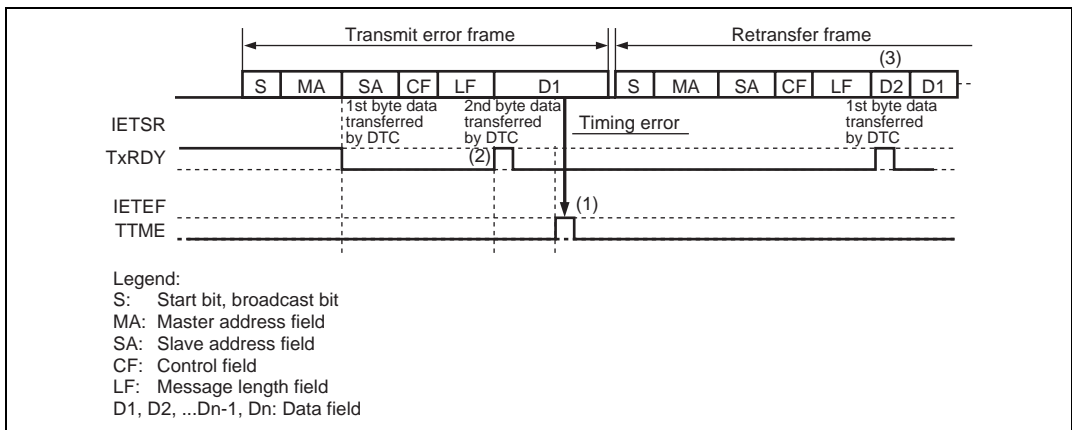 Transmit error frame Retransfer frame
(3)
S MA SA CF LF D1 S MA SA CF LF D2 D1
1st byte data transferred by DTC
2nd byte data transferred by DTC
Timing error
1st byte data transferred by DTC
IETSR
TxRDY
(2)
IETEF
TTME
(1)
Legend:
S: Start bit, broadcast bit
MA: Master address field
SA: Slave address field
CF: Control field
LF: Message length field
D1, D2, ...Dn-1, Dn: Data field